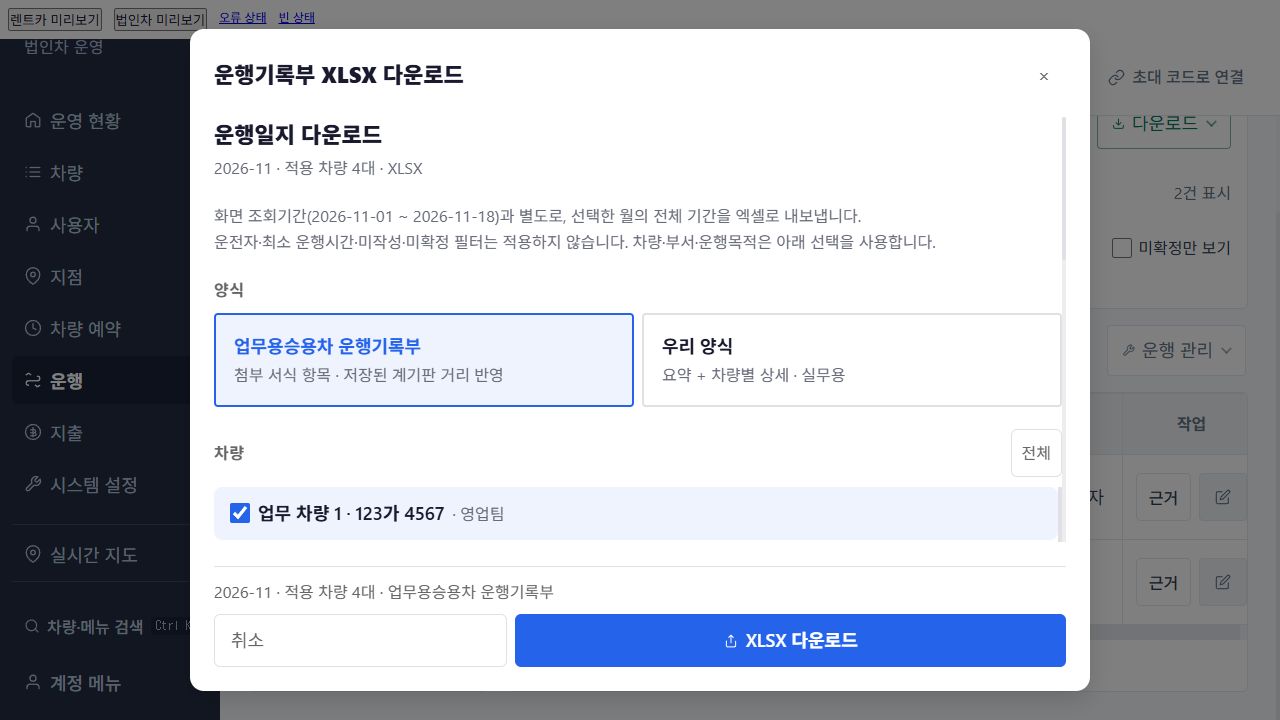 렌트카 미리보기 법인차 미리보기 오류 상태 빈 상태
법인차 운영
운영 현황
차량
사용자
지점
차량 예약
운행
지출
시스템 설정
실시간 지도
차량·메뉴 검색 Ctrl K
계정 메뉴
초대 코드로 연결
다운로드
2건 표시
미확정만 보기
운행 관리
작업
자 근거
근거
운행기록부 XLSX 다운로드 ×
운행일지 다운로드
2026-11 · 적용 차량 4대 · XLSX
화면 조회기간(2026-11-01 ~ 2026-11-18)과 별도로, 선택한 월의 전체 기간을 엑셀로 내보냅니다.
운전자·최소 운행시간·미작성·미확정 필터는 적용하지 않습니다. 차량·부서·운행목적은 아래 선택을 사용합니다.
양식
업무용승용차 운행기록부
첨부 서식 항목 · 저장된 계기판 거리 반영
우리 양식
요약 + 차량별 상세 · 실무용
차량 전체
업무 차량 1 · 123가 4567 · 영업팀
2026-11 · 적용 차량 4대 · 업무용승용차 운행기록부
취소 XLSX 다운로드